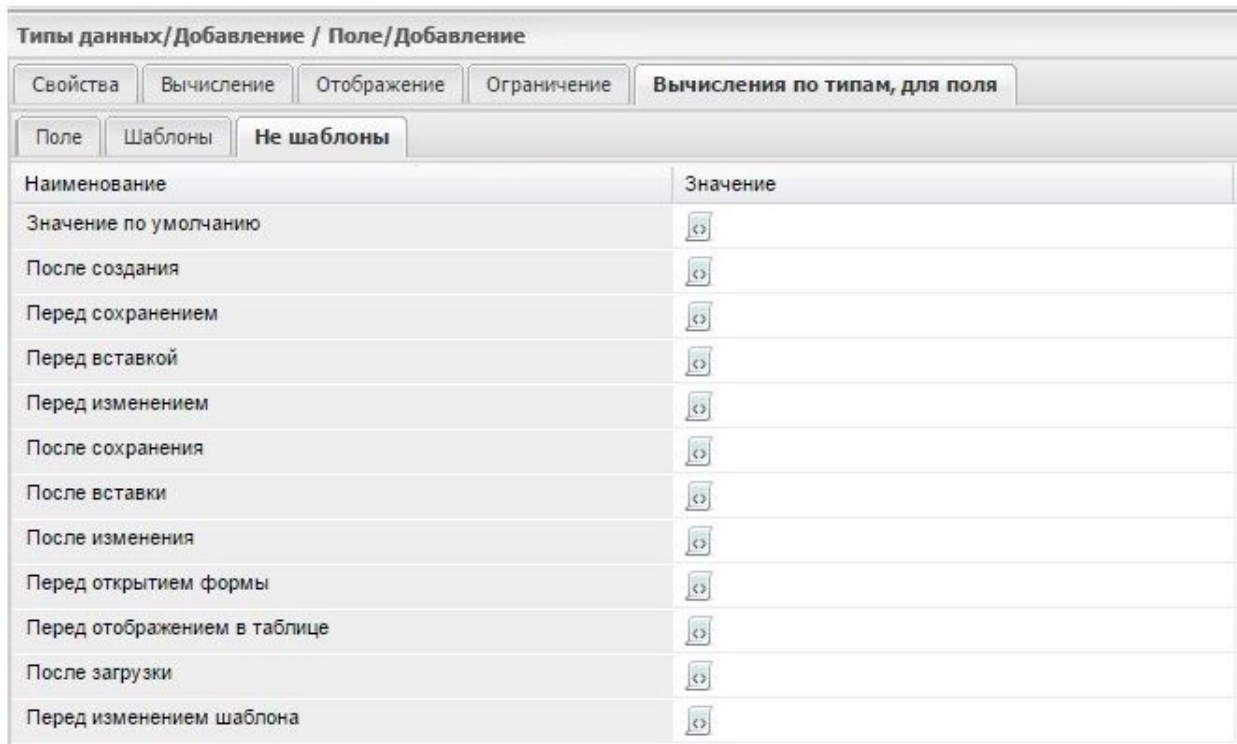 Типы данных/Добавление / Поле/Добавление
Свойства Вычисление Отображение Ограничение Вычисления по типам, для поля
Поле Шаблоны Не шаблоны
Наименование Значение
Значение по умолчанию
После создания
Перед сохранением
Перед вставкой
Перед изменением
После сохранения
После вставки
После изменения
Перед открытием формы
Перед отображением в таблице
После загрузки
Перед изменением шаблона